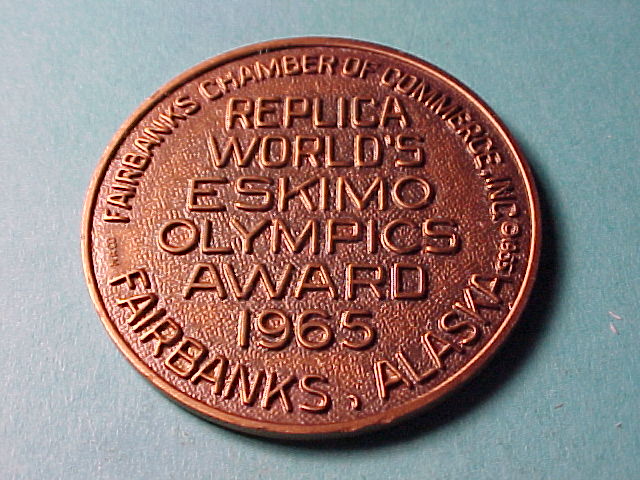 FAIRBANKS CHAMBER OF COMMERCE, INC © 1965
REPLICA
WORLD'S
ESKIMO
OLYMPICS
AWARD
1965
FAIRBANKS, ALASKA